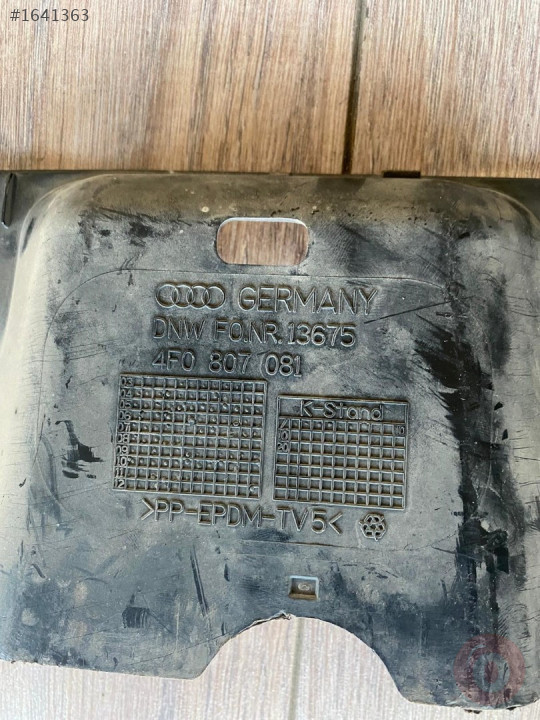 #1641363
GERMANY
DNW FO.NR. 13675
4F0 807 081
K-Stand
>PP-EPDM-TV5<